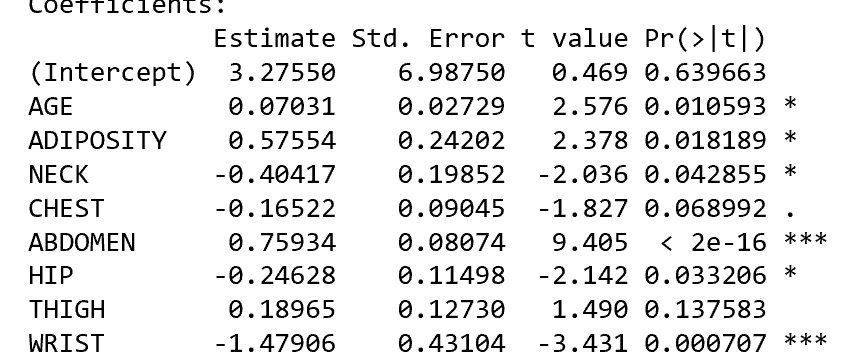 Coefficients:
Estimate Std. Error t value Pr(>|t|)
(Intercept) 3.27550 6.98750 0.469 0.639663
AGE 0.07031 0.02729 2.576 0.010593 *
ADIPOSITY 0.57554 0.24202 2.378 0.018189 *
NECK -0.40417 0.19852 -2.036 0.042855 *
CHEST -0.16522 0.09045 -1.827 0.068992 .
ABDOMEN 0.75934 0.08074 9.405 < 2e-16 ***
HIP -0.24628 0.11498 -2.142 0.033206 *
THIGH 0.18965 0.12730 1.490 0.137583
WRIST -1.47906 0.43104 -3.431 0.000707 ***